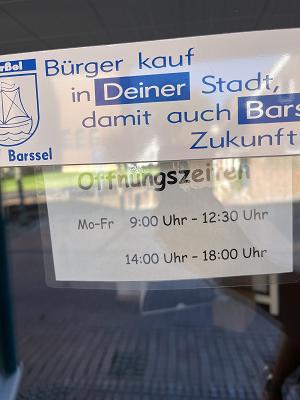 rßel
Barssel
Bürger kauf
in Deiner Stadt,
damit auch Bars
Zukunft
Öffnungszeiten
Mo-Fr 9:00 Uhr - 12:30 Uhr
14:00 Uhr - 18:00 Uhr